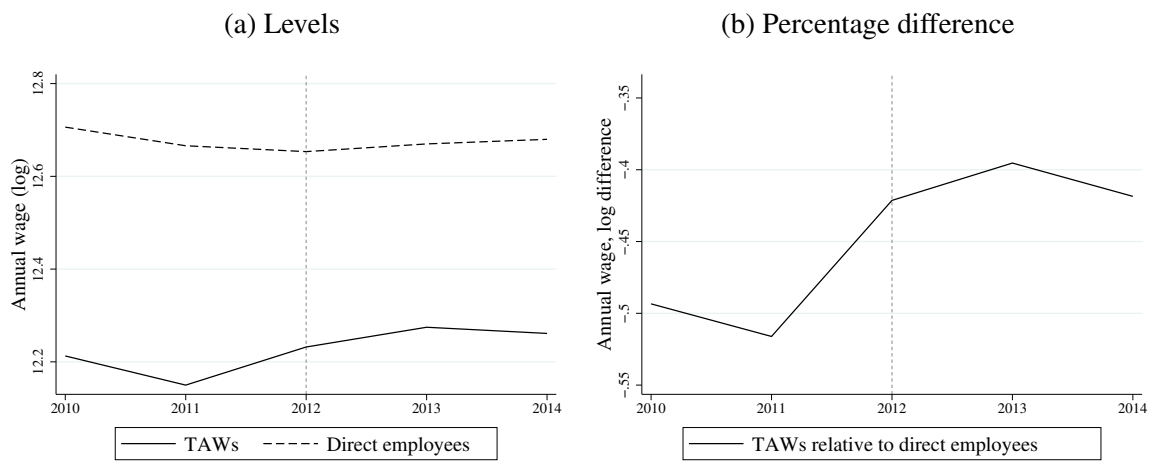 (a) Levels
Annual wage (log)
12.8
12.6
12.4
12.2
2010 2011 2012 2013 2014
TAWs Direct employees
(b) Percentage difference
Annual wage, log difference
-.35
-.4
-.45
-.5
-.55
2010 2011 2012 2013 2014
TAWs relative to direct employees